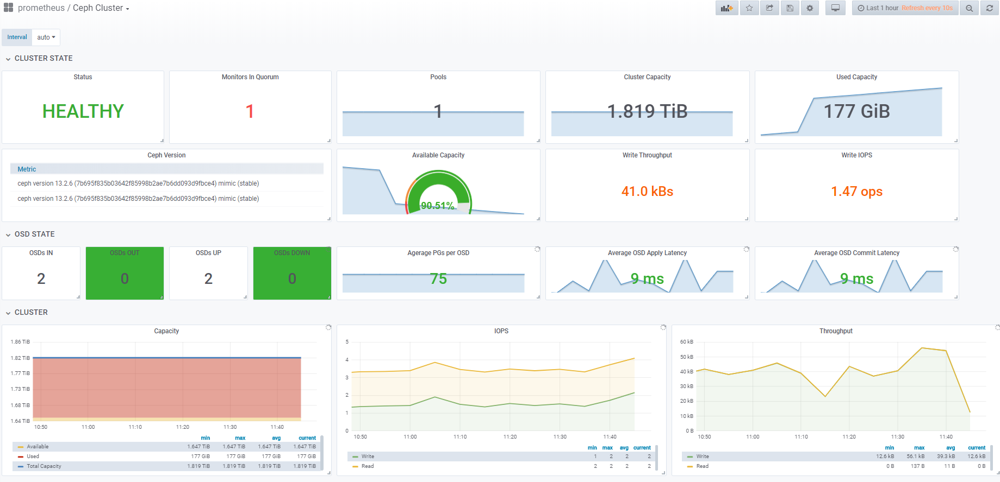 prometheus / Ceph Cluster
Last 1 hour Refresh every 10s
Interval auto
CLUSTER STATE
Status
HEALTHY
Monitors In Quorum
1
Pools
1
Cluster Capacity
1.819 TiB
Used Capacity
177 GiB
Ceph Version
Metric
ceph version 13.2.6 (7b695f835b03642f85998b2ae7b6dd093d9fbce4) mimic (stable)
ceph version 13.2.6 (7b695f835b03642f85998b2ae7b6dd093d9fbce4) mimic (stable)
Available Capacity
90.51%
Write Throughput
41.0 kBs
Write IOPS
1.47 ops
OSD STATE
OSDs IN
2
OSDs OUT
0
OSDs UP
2
OSDs DOWN
0
Agerage PGs per OSD
75
Average OSD Apply Latency
9 ms
Average OSD Commit Latency
9 ms
CLUSTER
Capacity
1.86 TiB
1.82 TiB
1.77 TiB
1.73 TiB
1.68 TiB
1.64 TiB
10:50 11:00 11:10 11:20 11:30 11:40
min max avg current
Available 1.647 TiB 1.647 TiB 1.647 TiB 1.647 TiB
Used 177 GiB 177 GiB 177 GiB 177 GiB
Total Capacity 1.819 TiB 1.819 TiB 1.819 TiB 1.819 TiB
IOPS
5
4
3
2
1
0
10:50 11:00 11:10 11:20 11:30 11:40
min max avg current
Write 1 2 2 2
Read 2 2 2 2
Throughput
60 kB
50 kB
40 kB
30 kB
20 kB
10 kB
0 B
10:50 11:00 11:10 11:20 11:30 11:40
min max avg current
Write 12.6 kB 56.1 kB 39.3 kB 12.6 kB
Read 0 B 137 B 11 B 0 B